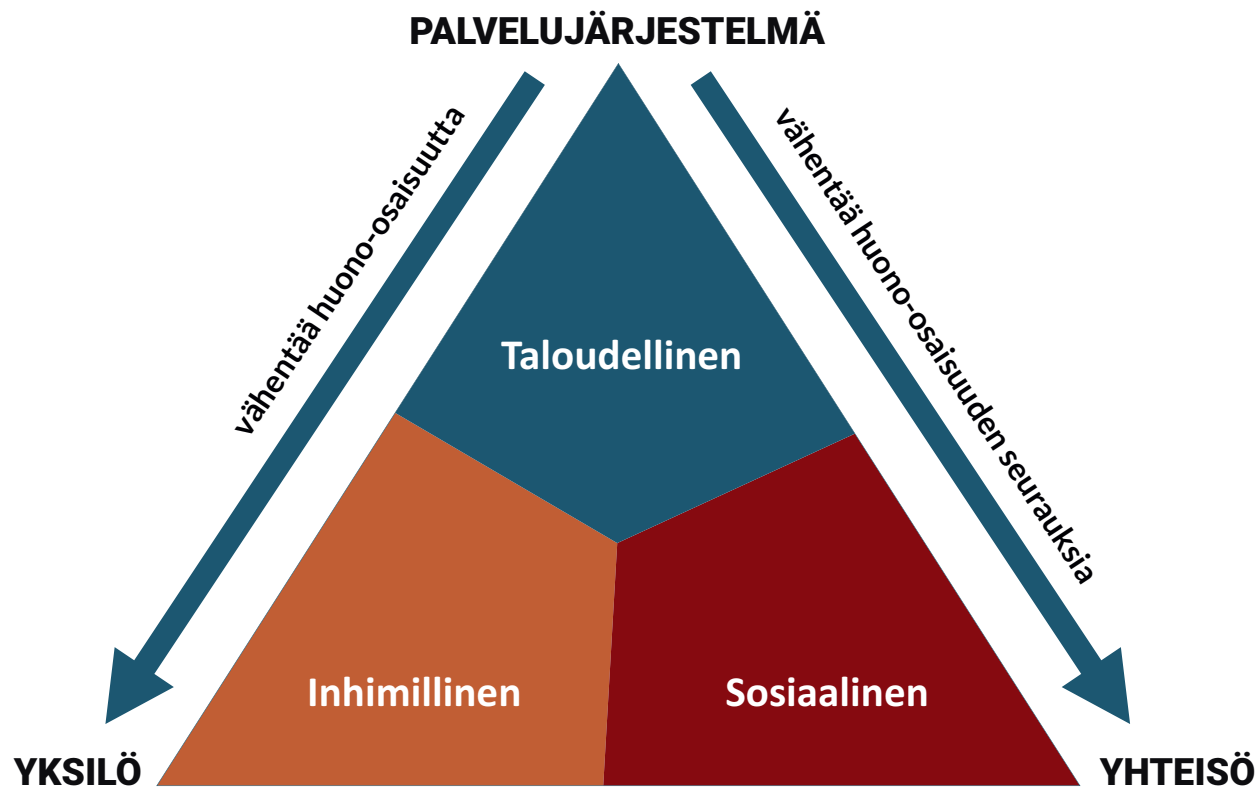 PALVELUJÄRJESTELMÄ
vähentää huono-osaisuutta
vähentää huono-osaisuuden seurauksia
Taloudellinen
Inhimillinen
Sosiaalinen
YKSILÖ
YHTEISÖ